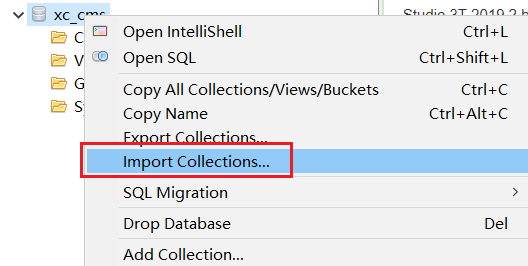 xc_cms
Studio 3T 2019.2 h
C
V
G
S
Open IntelliShell Ctrl+L
Open SQL Ctrl+Shift+L
Copy All Collections/Views/Buckets Ctrl+C
Copy Name Ctrl+Alt+C
Export Collections...
Import Collections...
SQL Migration
Drop Database Del
Add Collection...